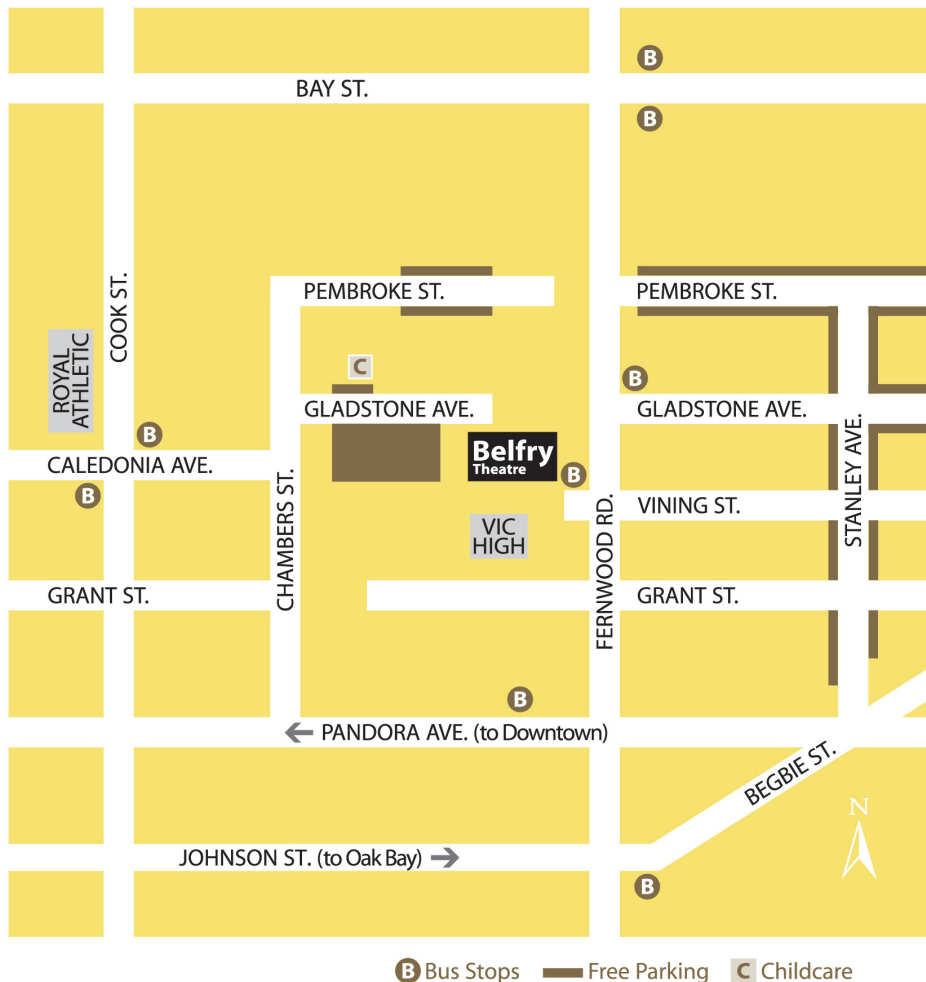 B
BAY ST.
B
COOK ST.
PEMBROKE ST.
PEMBROKE ST.
ROYAL
ATHLETIC
C
B
GLADSTONE AVE.
GLADSTONE AVE.
B
Belfry
Theatre
CALEDONIA AVE.
B
B
CHAMBERS ST.
VIC
HIGH
FERNWOOD RD.
VINING ST.
STANLEY AVE.
GRANT ST.
GRANT ST.
B
PANDORA AVE. (to Downtown)
BEGBIE ST.
N
JOHNSON ST. (to Oak Bay)
B
B Bus Stops
Free Parking
C Childcare